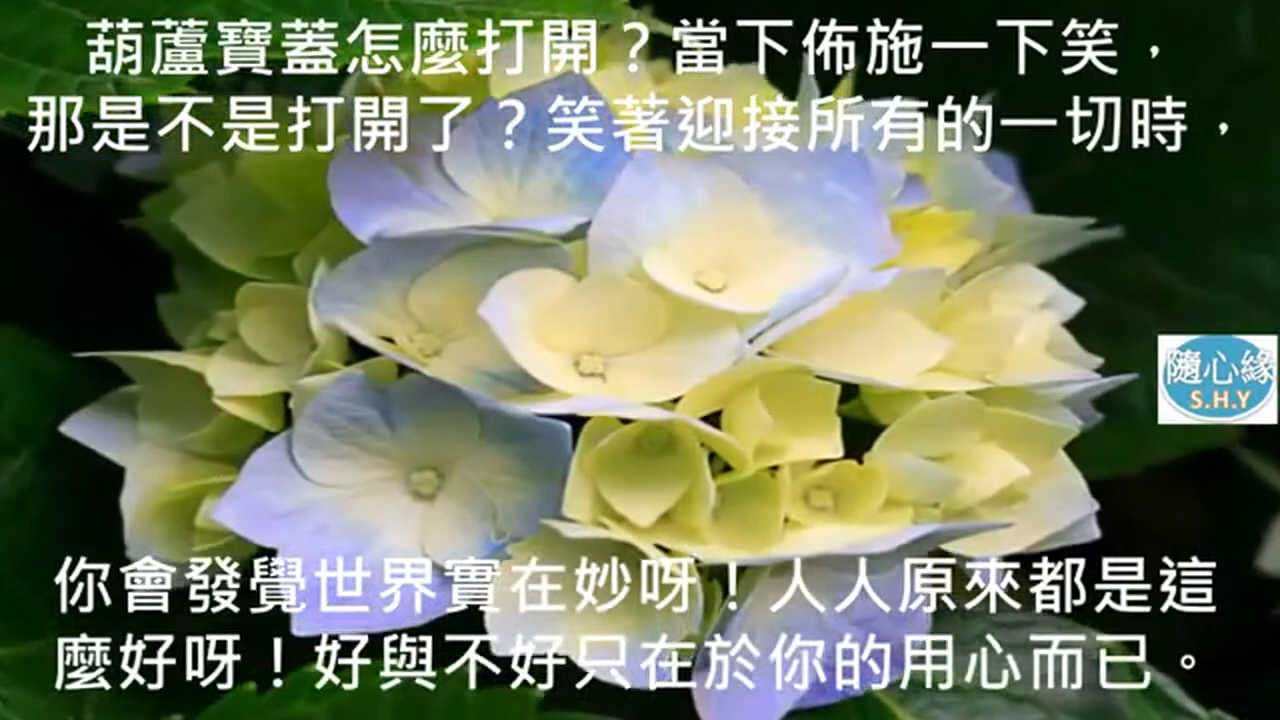 葫蘆寶蓋怎麼打開？當下佈施一下笑，
那是不是打開了？笑著迎接所有的一切時，
隨心緣
S.H.Y
你會發覺世界實在妙呀！人人原來都是這
麼好呀！好與不好只在於你的用心而已。